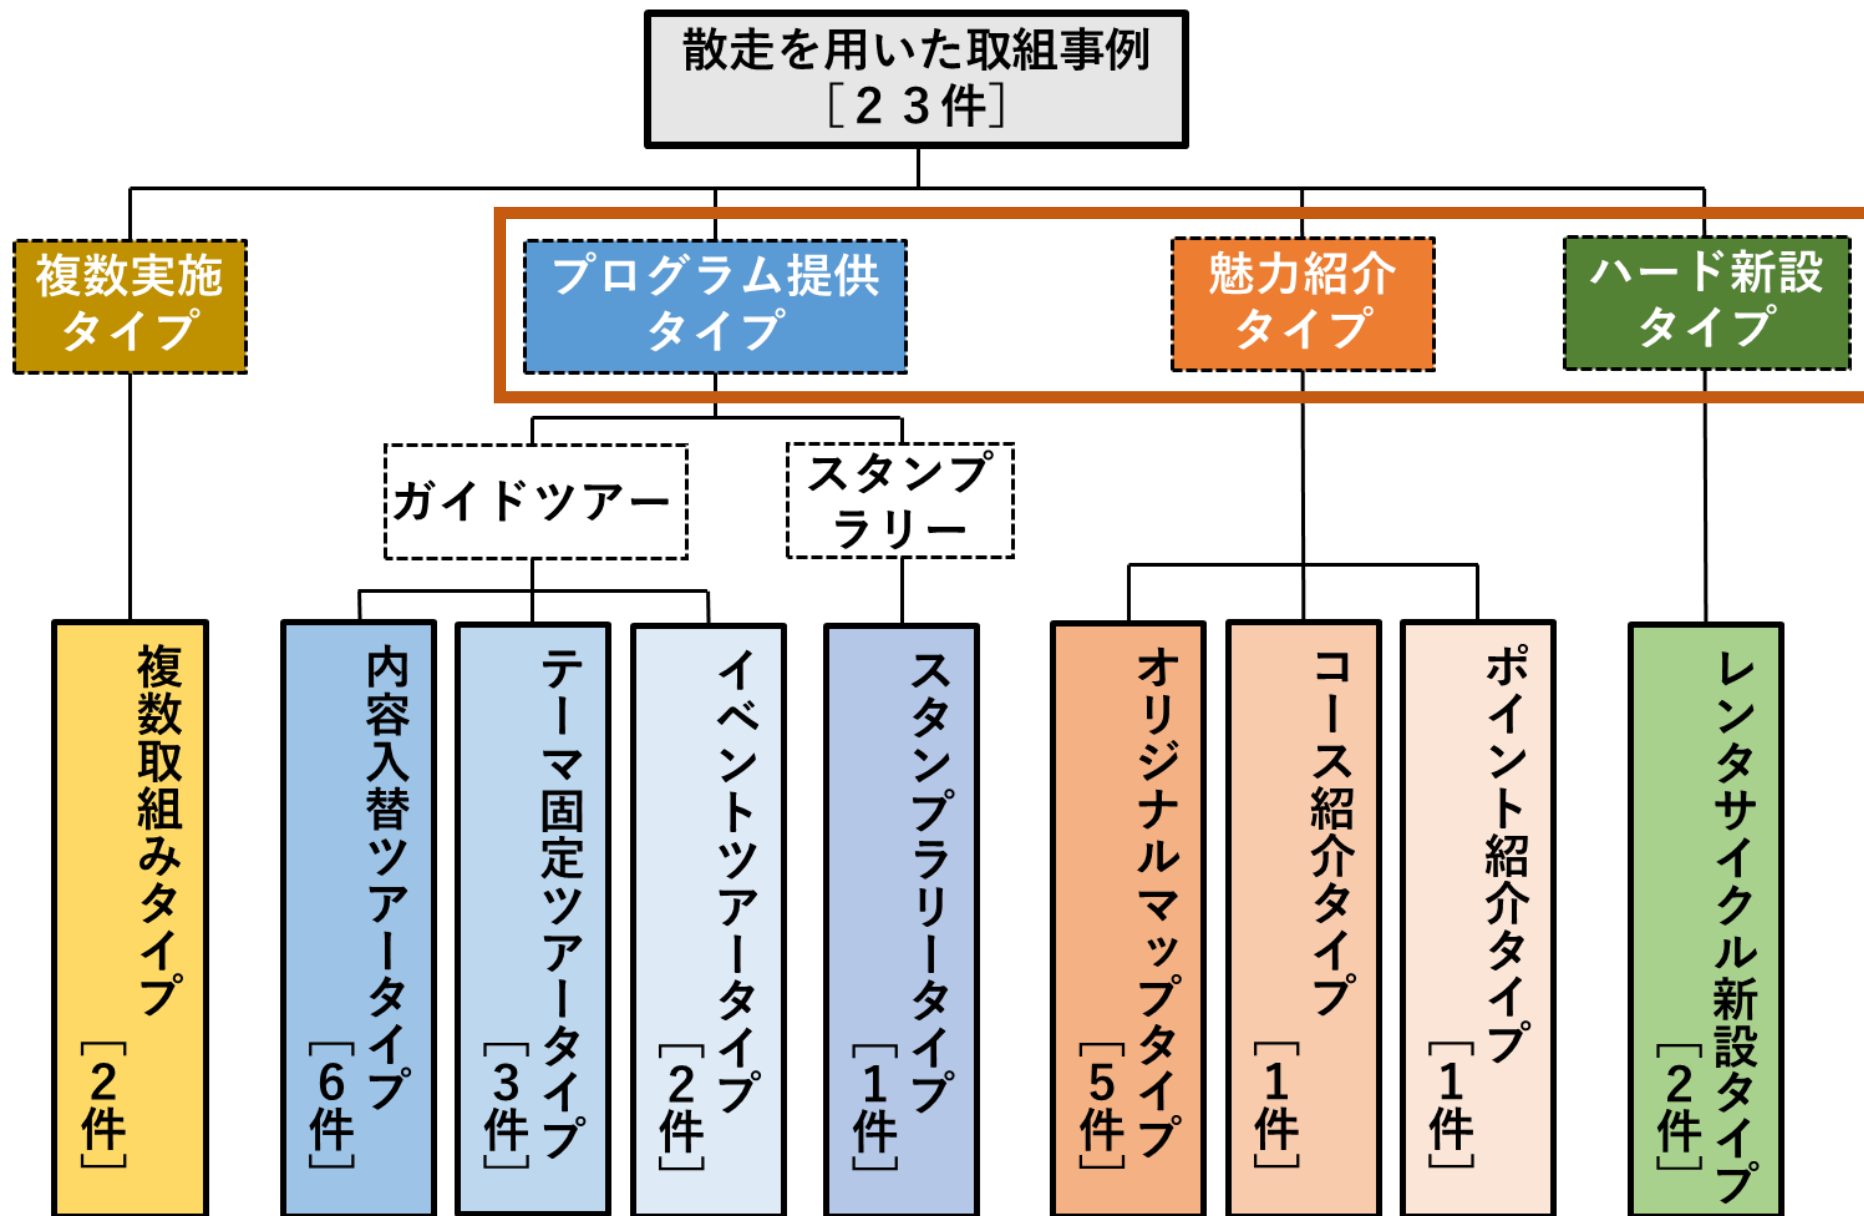 散走を用いた取組事例
［２３件］
複数実施
タイプ
プログラム提供
タイプ
魅力紹介
タイプ
ハード新設
タイプ
ガイドツアー
スタンプ
ラリー
複数取組みタイプ
［2件］
内容入替ツアータイプ
［6件］
テーマ固定ツアータイプ
［3件］
イベントツアータイプ
［2件］
スタンプラリータイプ
［1件］
オリジナルマップタイプ
［5件］
コース紹介タイプ
［1件］
ポイント紹介タイプ
［1件］
レンタサイクル新設タイプ
［2件］